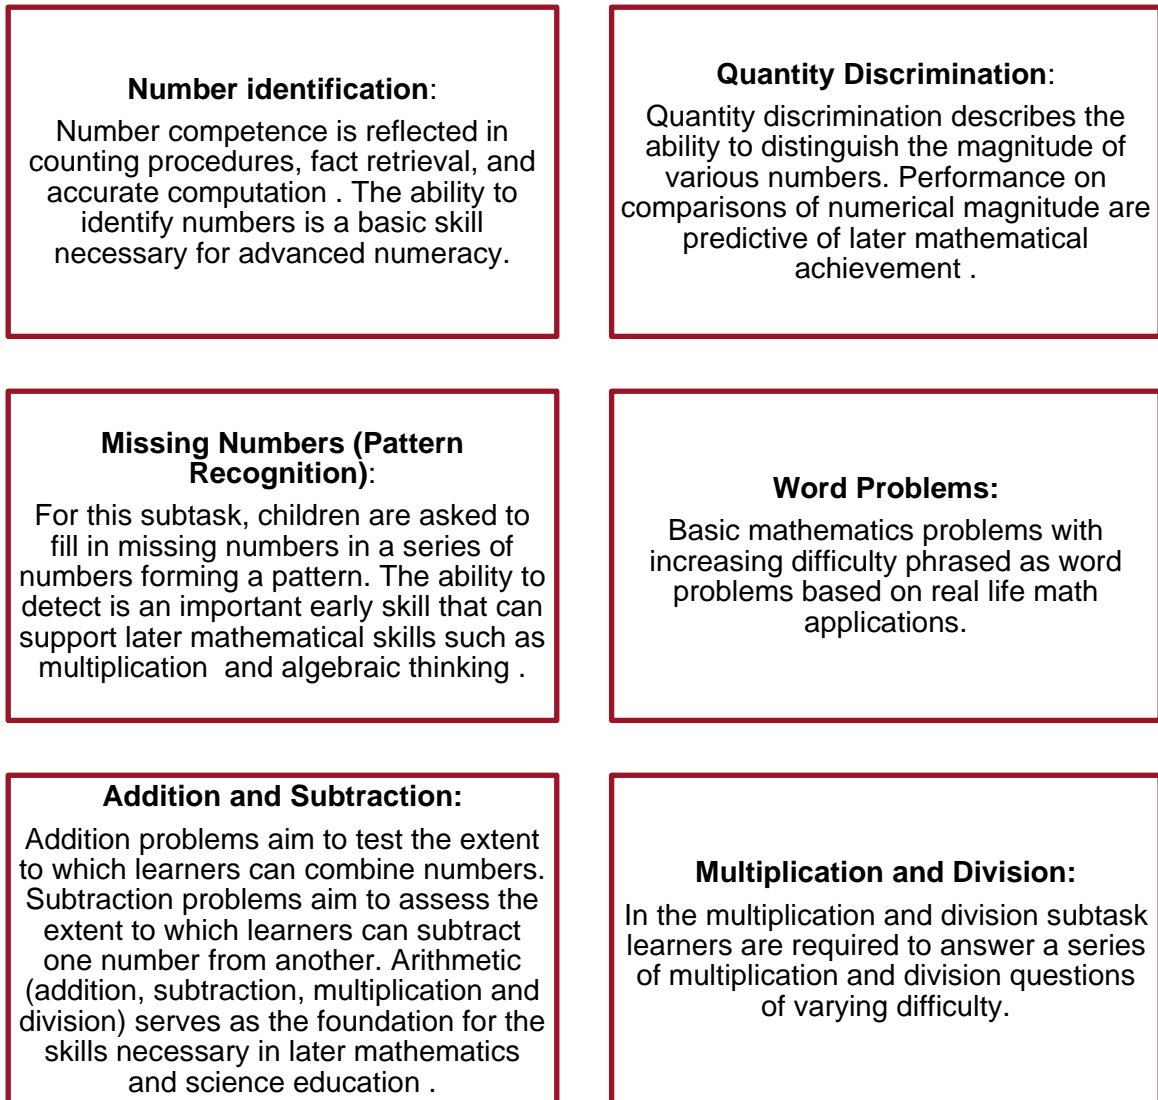 Number identification:
Number competence is reflected in
counting procedures, fact retrieval, and
accurate computation . The ability to
identify numbers is a basic skill
necessary for advanced numeracy.
Quantity Discrimination:
Quantity discrimination describes the
ability to distinguish the magnitude of
various numbers. Performance on
comparisons of numerical magnitude are
predictive of later mathematical
achievement .
Missing Numbers (Pattern
Recognition):
For this subtask, children are asked to
fill in missing numbers in a series of
numbers forming a pattern. The ability to
detect is an important early skill that can
support later mathematical skills such as
multiplication  and algebraic thinking .
Word Problems:
Basic mathematics problems with
increasing difficulty phrased as word
problems based on real life math
applications.
Addition and Subtraction:
Addition problems aim to test the extent
to which learners can combine numbers.
Subtraction problems aim to assess the
extent to which learners can subtract
one number from another. Arithmetic
(addition, subtraction, multiplication and
division) serves as the foundation for the
skills necessary in later mathematics
and science education .
Multiplication and Division:
In the multiplication and division subtask
learners are required to answer a series
of multiplication and division questions
of varying difficulty.